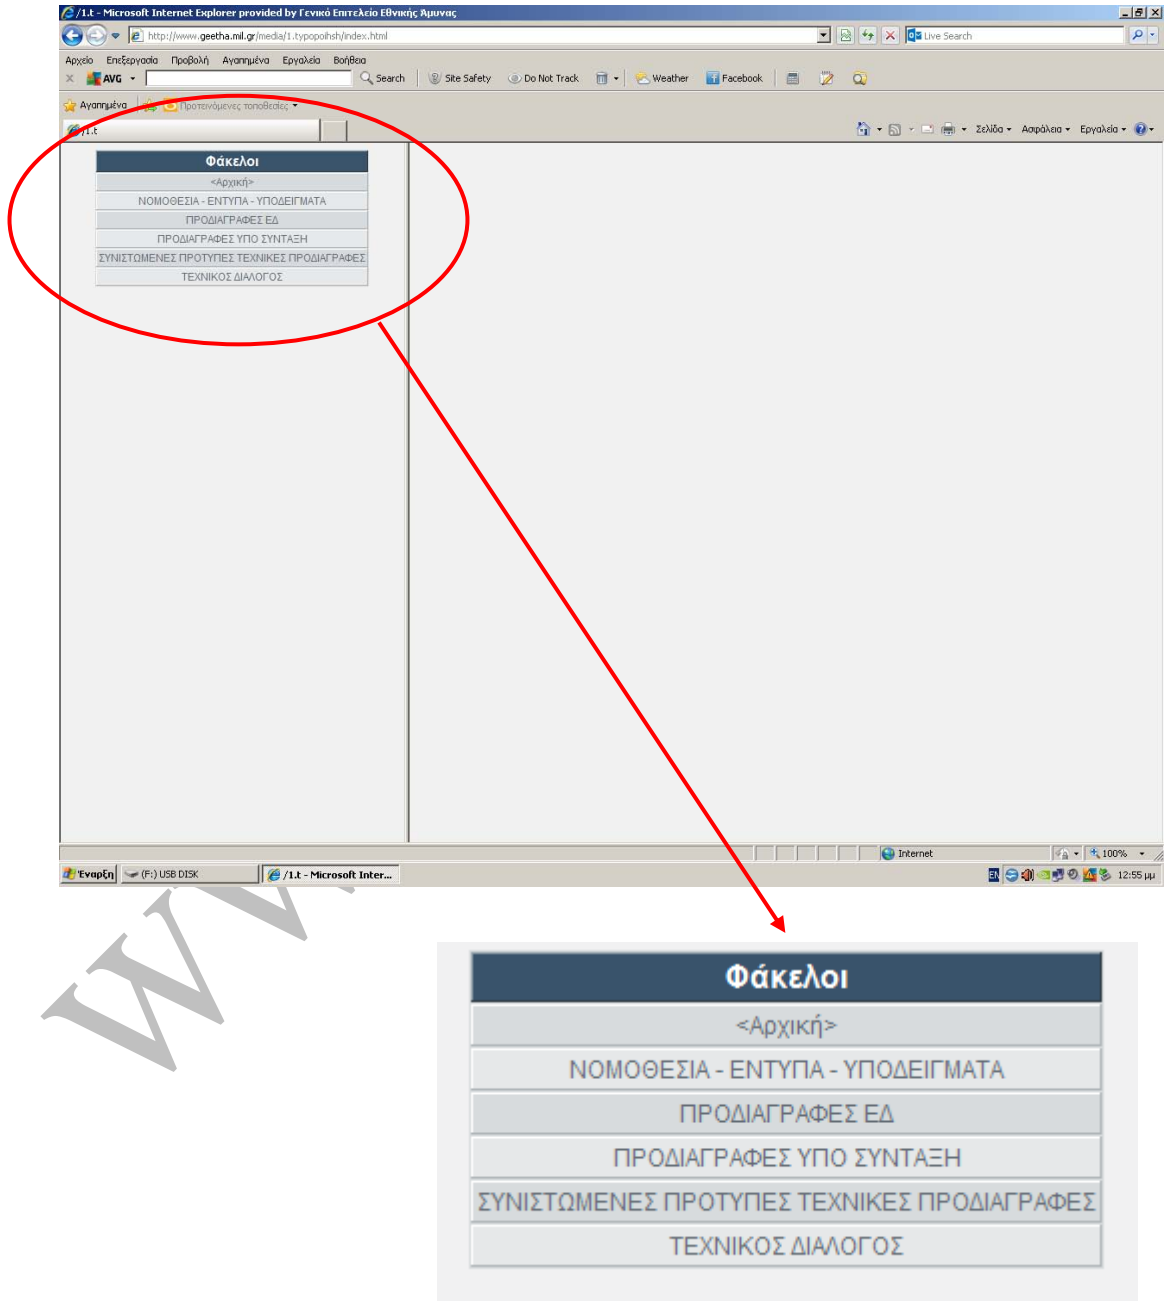 /1.t - Microsoft Internet Explorer provided by Γενικό Επιτελείο Εθνικής Άμυνας
http://www.geetha.mil.gr/media/1.typopoihsh/index.html
Live Search
Αρχείο Επεξεργασία Προβολή Αγαπημένα Εργαλεία Βοήθεια
AVG Search Site Safety Do Not Track Weather Facebook
Αγαπημένα Προτεινόμενες τοποθεσίες
/1.t
Σελίδα Ασφάλεια Εργαλεία
Φάκελοι
<Αρχική>
ΝΟΜΟΘΕΣΙΑ - ΕΝΤΥΠΑ - ΥΠΟΔΕΙΓΜΑΤΑ
ΠΡΟΔΙΑΓΡΑΦΕΣ ΕΔ
ΠΡΟΔΙΑΓΡΑΦΕΣ ΥΠΟ ΣΥΝΤΑΞΗ
ΣΥΝΙΣΤΩΜΕΝΕΣ ΠΡΟΤΥΠΕΣ ΤΕΧΝΙΚΕΣ ΠΡΟΔΙΑΓΡΑΦΕΣ
ΤΕΧΝΙΚΟΣ ΔΙΑΛΟΓΟΣ
Internet 100%
Έναρξη (F:) USB DISK /1.t - Microsoft Inter... EN 12:55 μμ
Φάκελοι
<Αρχική>
ΝΟΜΟΘΕΣΙΑ - ΕΝΤΥΠΑ - ΥΠΟΔΕΙΓΜΑΤΑ
ΠΡΟΔΙΑΓΡΑΦΕΣ ΕΔ
ΠΡΟΔΙΑΓΡΑΦΕΣ ΥΠΟ ΣΥΝΤΑΞΗ
ΣΥΝΙΣΤΩΜΕΝΕΣ ΠΡΟΤΥΠΕΣ ΤΕΧΝΙΚΕΣ ΠΡΟΔΙΑΓΡΑΦΕΣ
ΤΕΧΝΙΚΟΣ ΔΙΑΛΟΓΟΣ